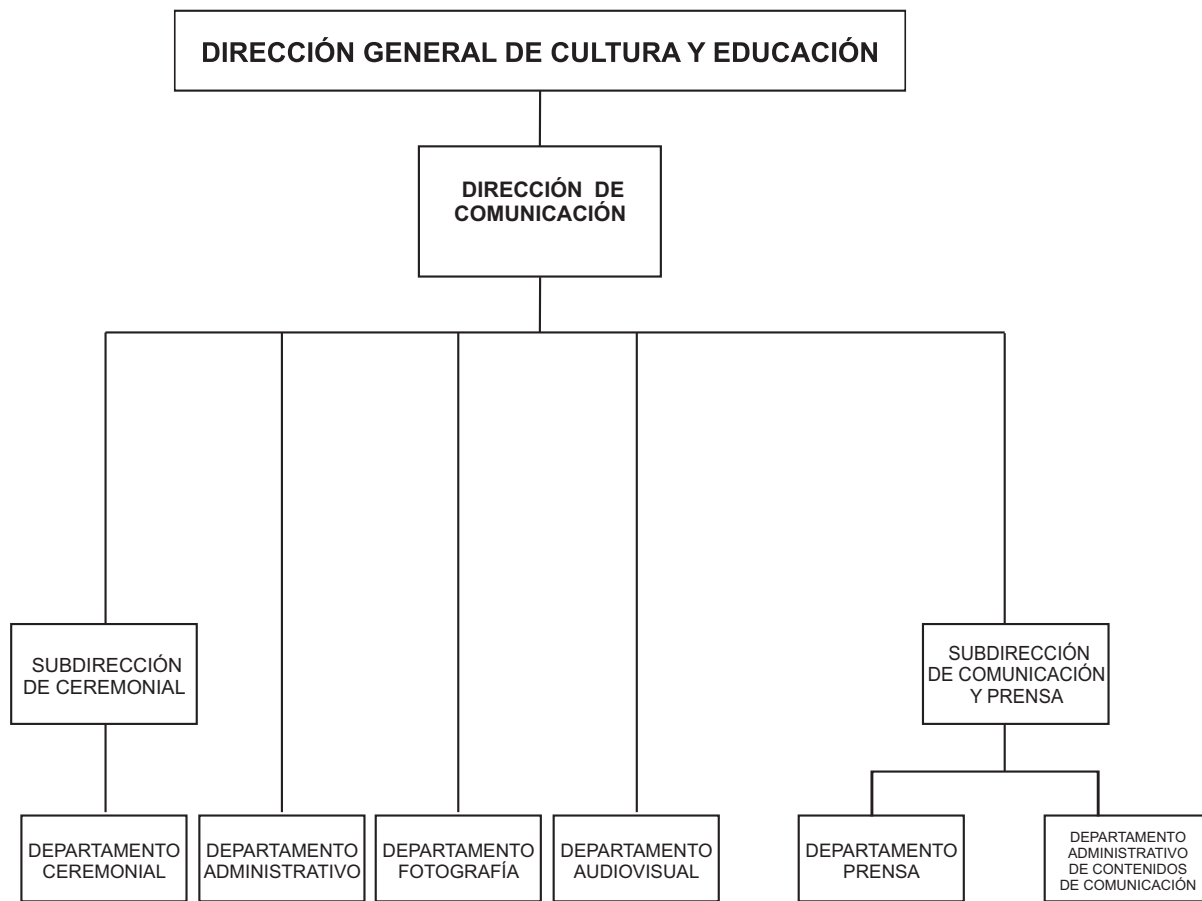 DIRECCIÓN GENERAL DE CULTURA Y EDUCACIÓN
DIRECCIÓN DE
COMUNICACIÓN
SUBDIRECCIÓN
DE CEREMONIAL
SUBDIRECCIÓN
DE COMUNICACIÓN
Y PRENSA
DEPARTAMENTO
CEREMONIAL
DEPARTAMENTO
ADMINISTRATIVO
DEPARTAMENTO
FOTOGRAFÍA
DEPARTAMENTO
AUDIOVISUAL
DEPARTAMENTO
PRENSA
DEPARTAMENTO
ADMINISTRATIVO
DE CONTENIDOS
DE COMUNICACIÓN